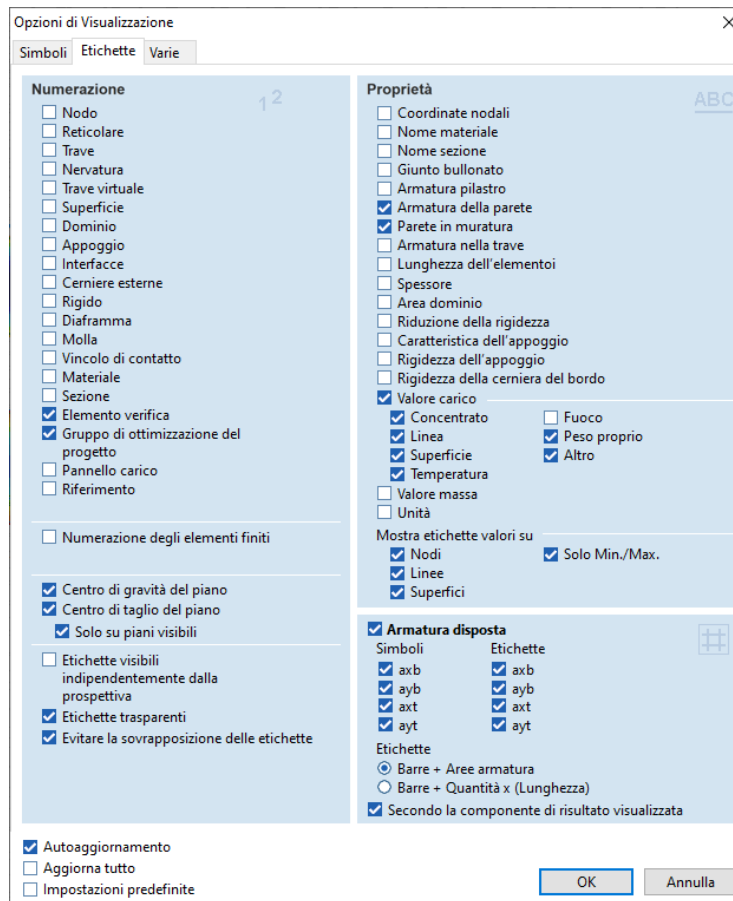 Opzioni di Visualizzazione
Simboli
Etichette
Varie
Numerazione
1 2
Nodo
Reticolare
Trave
Nervatura
Trave virtuale
Superficie
Dominio
Appoggio
Interfacce
Cerniere esterne
Rigido
Diaframma
Molla
Vincolo di contatto
Materiale
Sezione
Elemento verifica
Gruppo di ottimizzazione del
progetto
Pannello carico
Riferimento
Numerazione degli elementi finiti
Centro di gravità del piano
Centro di taglio del piano
Solo su piani visibili
Etichette visibili
indipendentemente dalla
prospettiva
Etichette trasparenti
Evitare la sovrapposizione delle etichette
Proprietà
ABC
Coordinate nodali
Nome materiale
Nome sezione
Giunto bullonato
Armatura pilastro
Armatura della parete
Parete in muratura
Armatura nella trave
Lunghezza dell'elementoi
Spessore
Area dominio
Riduzione della rigidezza
Caratteristica dell'appoggio
Rigidezza dell'appoggio
Rigidezza della cerniera del bordo
Valore carico
Concentrato Fuoco
Linea Peso proprio
Superficie Altro
Temperatura
Valore massa
Unità
Mostra etichette valori su
Nodi Solo Min./Max.
Linee
Superfici
Armatura disposta
Simboli Etichette
axb axb
ayb ayb
axt axt
ayt ayt
Etichette
Barre + Aree armatura
Barre + Quantità x (Lunghezza)
Secondo la componente di risultato visualizzata
Autoaggiornamento
Aggiorna tutto
Impostazioni predefinite
OK
Annulla